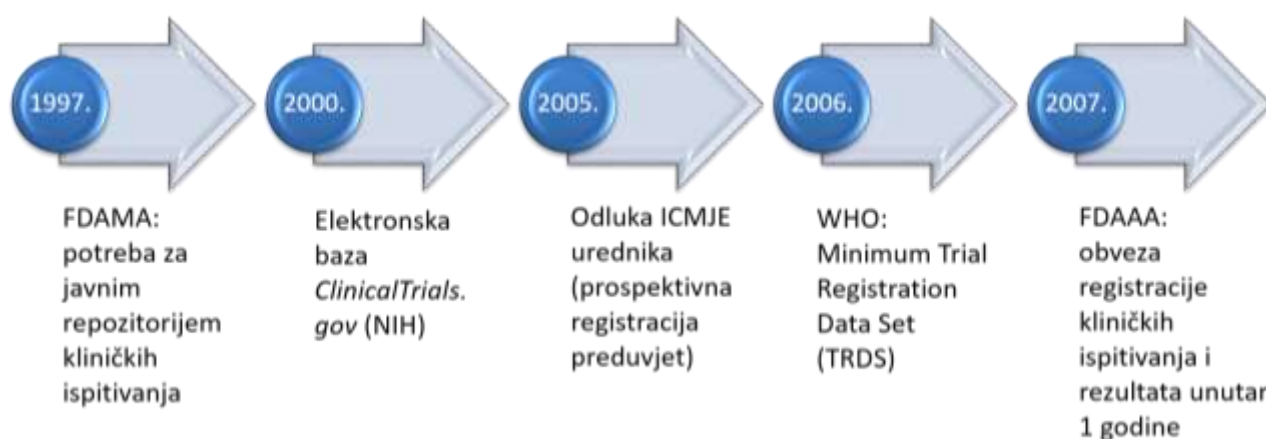 1997.
FDAMA:
potreba za
javnim
repozitorijem
kliničkih
ispitivanja
2000.
Elektronska
baza
ClinicalTrials.
gov (NIH)
2005.
Odluka ICMJE
urednika
(prospektivna
registracija
preduvjet)
2006.
WHO:
Minimum Trial
Registration
Data Set
(TRDS)
2007.
FDAAA:
obveza
registracije
kliničkih
ispitivanja i
rezultata unutar
1 godine